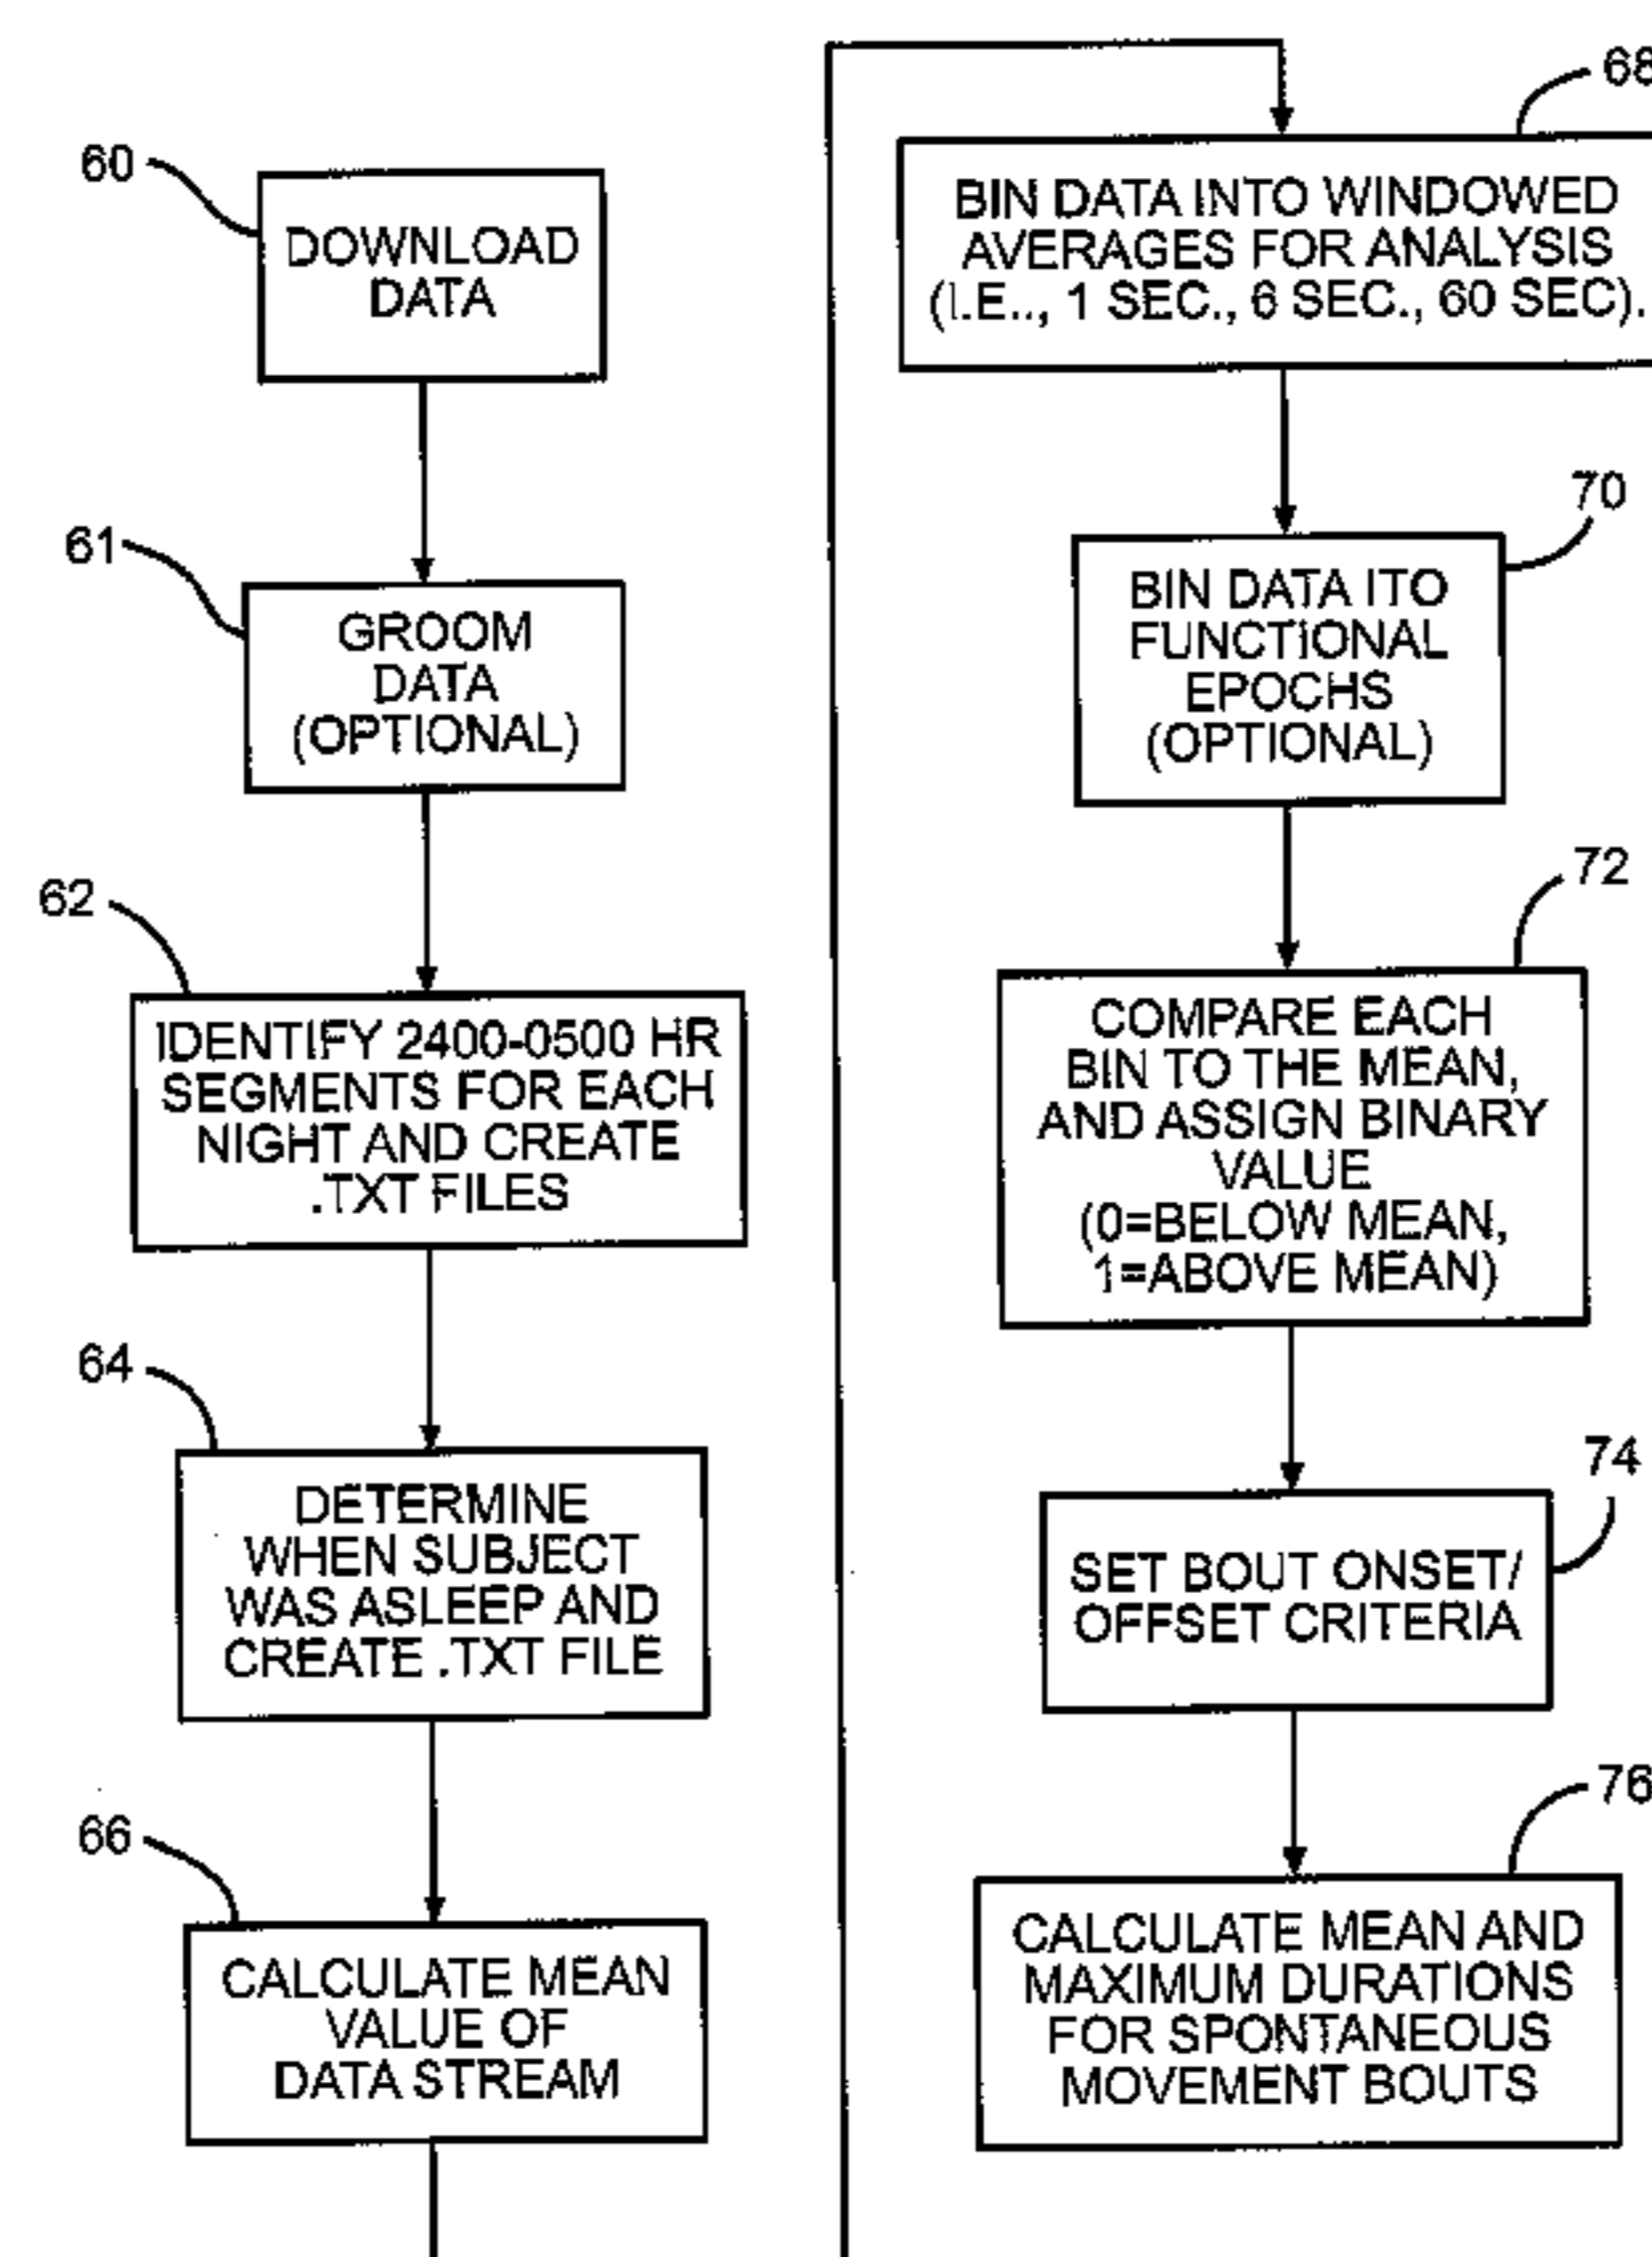 60
DOWNLOAD
DATA
61
GROOM
DATA
(OPTIONAL)
62
IDENTIFY 2400-0500 HR
SEGMENTS FOR EACH
NIGHT AND CREATE
.TXT FILES
64
DETERMINE
WHEN SUBJECT
WAS ASLEEP AND
CREATE .TXT FILE
66
CALCULATE MEAN
VALUE OF
DATA STREAM
68
BIN DATA INTO WINDOWED
AVERAGES FOR ANALYSIS
(I.E.., 1 SEC., 6 SEC., 60 SEC).
70
BIN DATA ITO
FUNCTIONAL
EPOCHS
(OPTIONAL)
72
COMPARE EACH
BIN TO THE MEAN,
AND ASSIGN BINARY
VALUE
(0=BELOW MEAN,
1=ABOVE MEAN)
74
SET BOUT ONSET/
OFFSET CRITERIA
76
CALCULATE MEAN AND
MAXIMUM DURATIONS
FOR SPONTANEOUS
MOVEMENT BOUTS